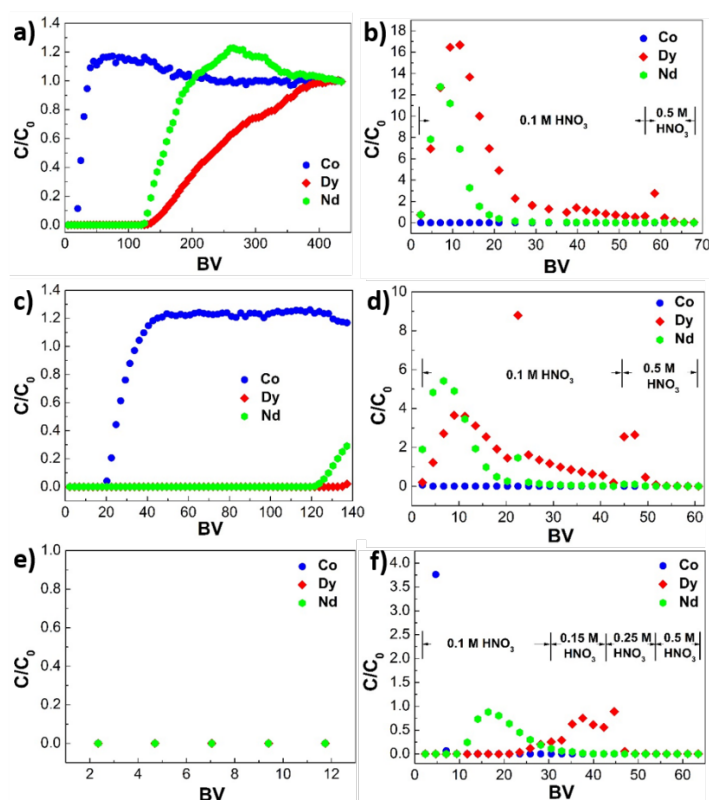 a)
C/C₀
1.4
1.2
1.0
0.8
0.6
0.4
0.2
0.0
Co
Dy
Nd
0 100 200 300 400
BV
b)
C/C₀
18
16
14
12
10
8
6
4
2
0
Co
Dy
Nd
0.1 M HNO₃
0.5 M
HNO₃
0 10 20 30 40 50 60 70
BV
c)
C/C₀
1.4
1.2
1.0
0.8
0.6
0.4
0.2
0.0
Co
Dy
Nd
0 20 40 60 80 100 120 140
BV
d)
C/C₀
10
8
6
4
2
0
Co
Dy
Nd
0.1 M HNO₃
0.5 M
HNO₃
0 10 20 30 40 50 60
BV
e)
C/C₀
1.0
0.8
0.6
0.4
0.2
0.0
Co
Dy
Nd
2 4 6 8 10 12
BV
f)
C/C₀
4.0
3.5
3.0
2.5
2.0
1.5
1.0
0.5
0.0
Co
Dy
Nd
0.1 M HNO₃
0.15 M
HNO₃
0.25 M
HNO₃
0.5 M
HNO₃
0 10 20 30 40 50 60
BV